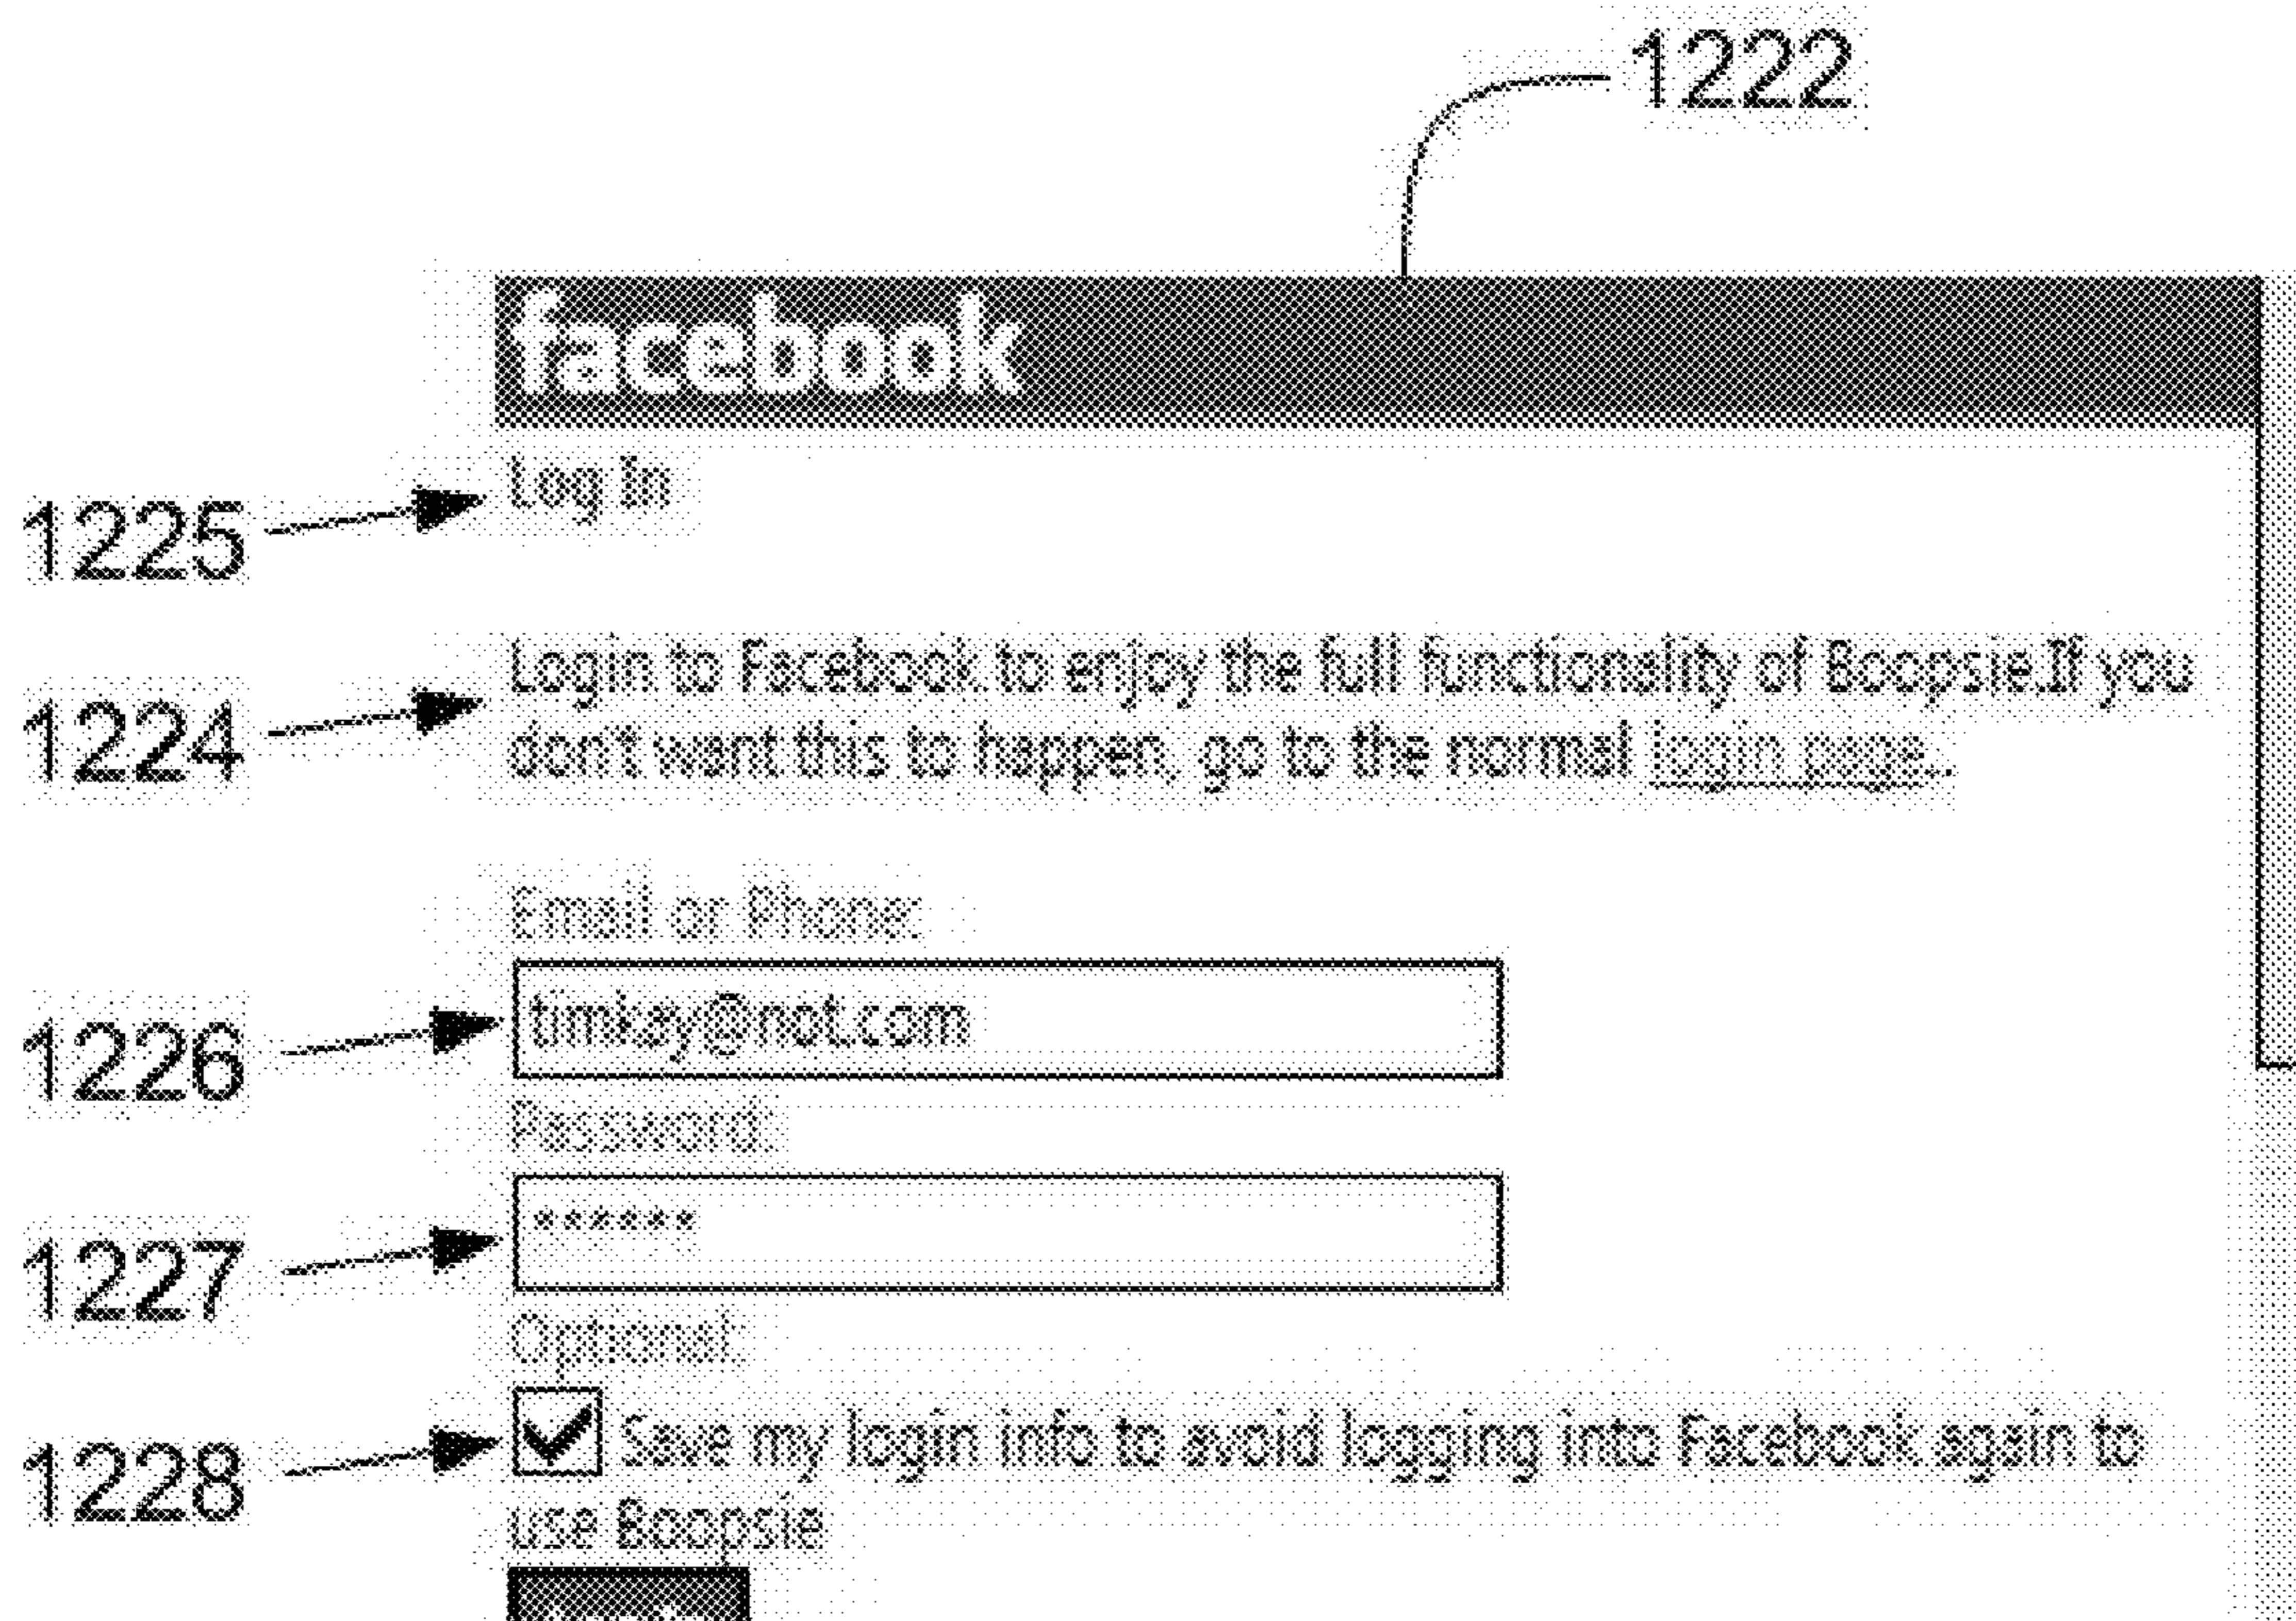 1222
facebook
1225 Log In
1224 Login to Facebook to enjoy the full functionality of Boopsie.If you
don't want this to happen, go to the normal login page..
Email or Phone:
1226 timkay@not.com
Password:
1227 ******
Optional:
1228 Save my login info to avoid logging into Facebook again to
use Boopsie